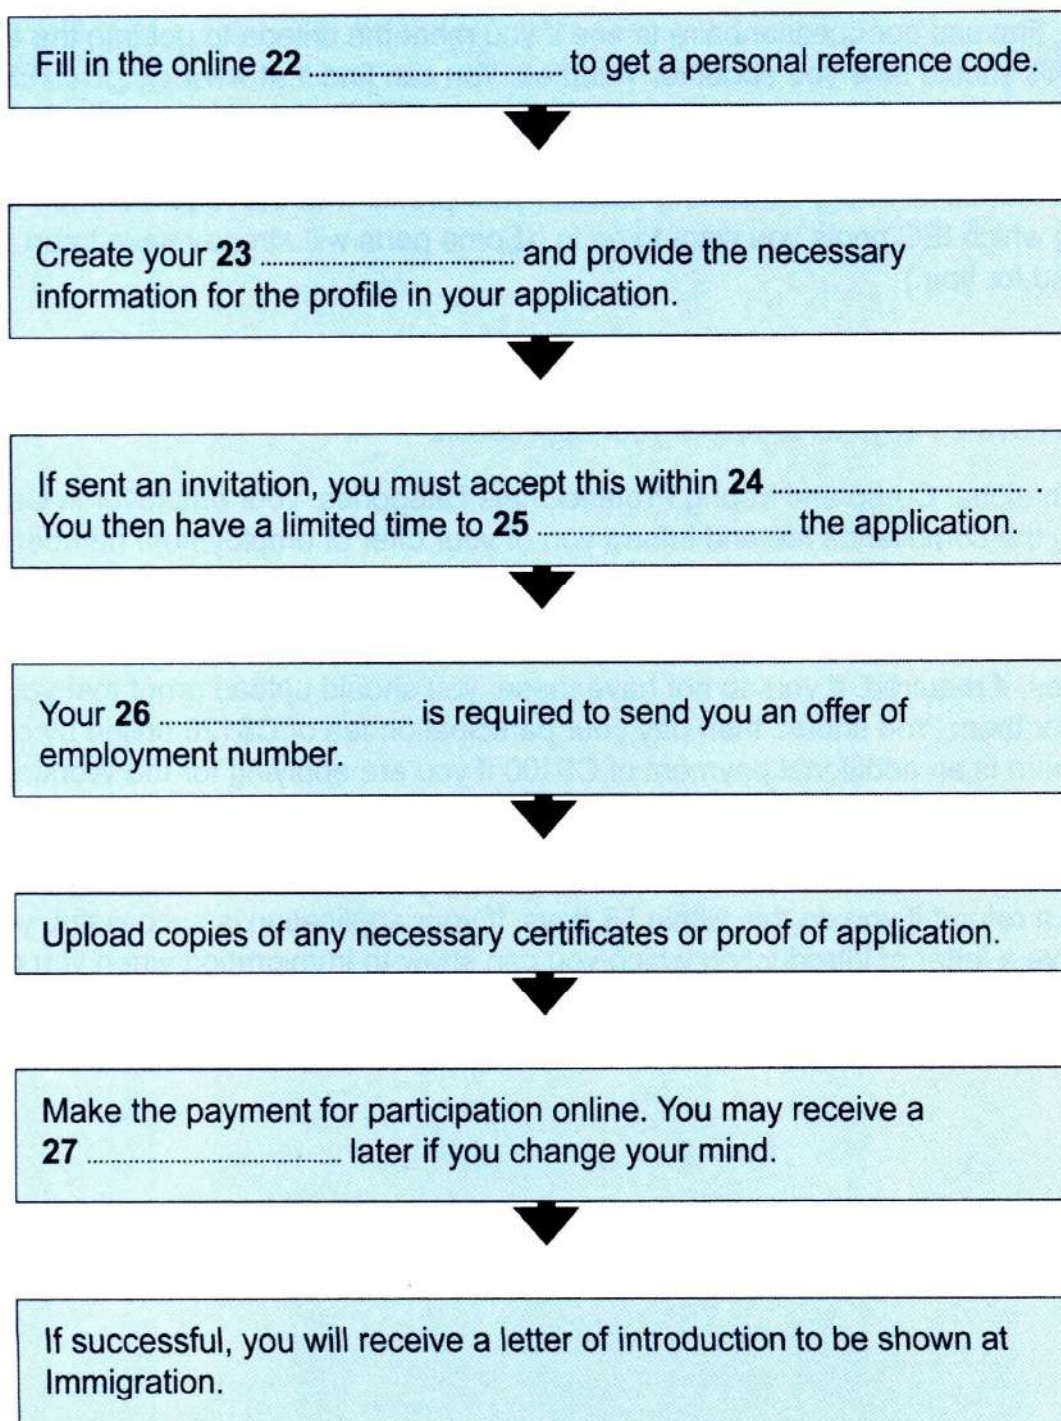 Fill in the online 22 ........................................ to get a personal reference code.
Create your 23 ........................................ and provide the necessary
information for the profile in your application.
If sent an invitation, you must accept this within 24 ........................................ .
You then have a limited time to 25 ........................................ the application.
Your 26 ........................................ is required to send you an offer of
employment number.
Upload copies of any necessary certificates or proof of application.
Make the payment for participation online. You may receive a
27 ........................................ later if you change your mind.
If successful, you will receive a letter of introduction to be shown at
Immigration.